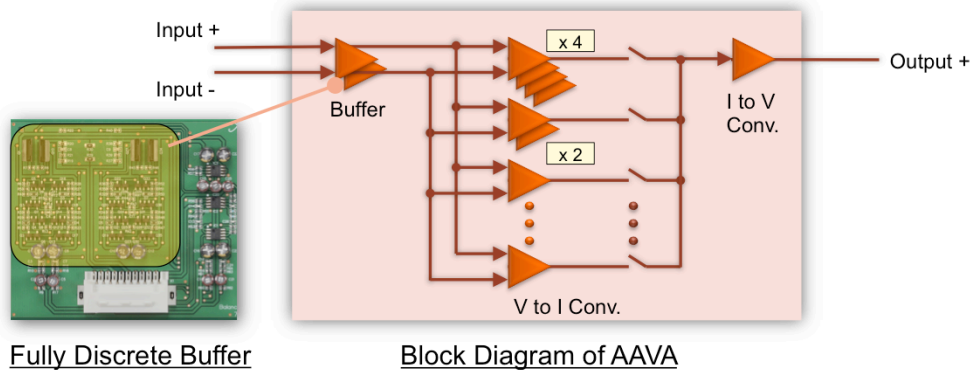 Input +
Input -
Buffer
x 4
x 2
V to I Conv.
I to V
Conv.
Output +
Fully Discrete Buffer
Block Diagram of AAVA